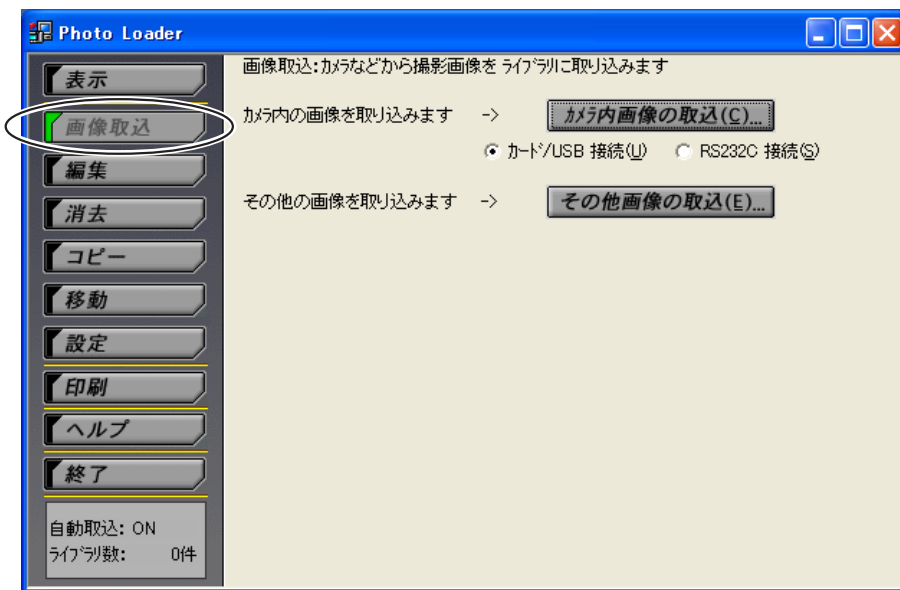 Photo Loader
表示
画像取込
編集
消去
コピー
移動
設定
印刷
ヘルプ
終了
自動取込: ON
ﾗｲﾌﾞﾗﾘ数: 0件
画像取込:ｶﾒﾗなどから撮影画像を ﾗｲﾌﾞﾗﾘに取り込みます
ｶﾒﾗ内の画像を取り込みます -> ｶﾒﾗ内画像の取込(C)...
ｶｰﾄﾞ/USB 接続(U) RS232C 接続(S)
その他の画像を取り込みます -> その他画像の取込(E)...